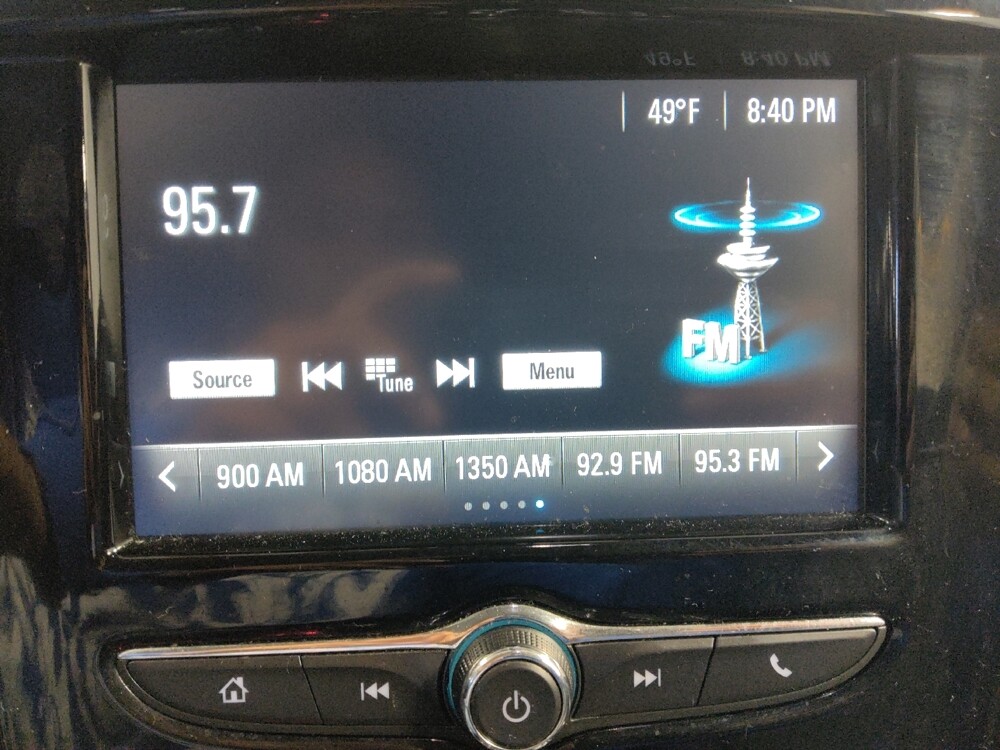 49°F 8:40 PM
95.7
FM
Source Tune Menu
900 AM 1080 AM 1350 AM 92.9 FM 95.3 FM